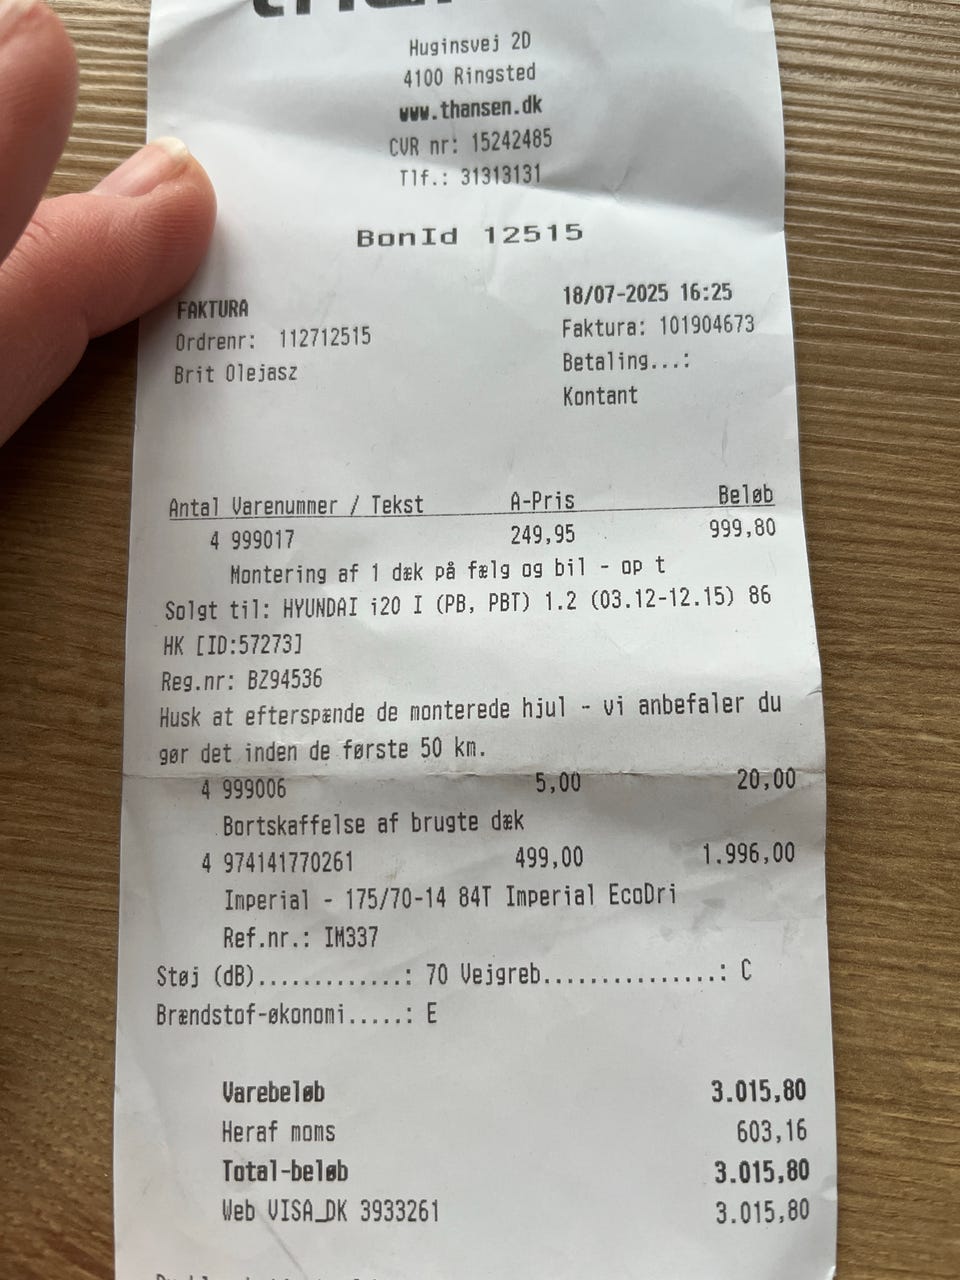 Huginsvej 2D
4100 Ringsted
www.thansen.dk
CVR nr: 15242485
Tlf.: 31313131
BonId 12515
FAKTURA 18/07-2025 16:25
Ordrenr: 112712515 Faktura: 101904673
Brit Olejasz Betaling...:
Kontant
Antal Varenummer / Tekst A-Pris Beløb
4 999017 249,95 999,80
Montering af 1 dæk på fælg og bil - op t
Solgt til: HYUNDAI i20 I (PB, PBT) 1.2 (03.12-12.15) 86
HK [ID:57273]
Reg.nr: BZ94536
Husk at efterspænde de monterede hjul - vi anbefaler du
gør det inden de første 50 km.
4 999006 5,00 20,00
Bortskaffelse af brugte dæk
4 974141770261 499,00 1.996,00
Imperial - 175/70-14 84T Imperial EcoDri
Ref.nr.: IM337
Støj (dB).............: 70 Vejgreb...............: C
Brændstof-økonomi.....: E
Varebeløb 3.015,80
Heraf moms 603,16
Total-beløb 3.015,80
Web VISA_DK 3933261 3.015,80